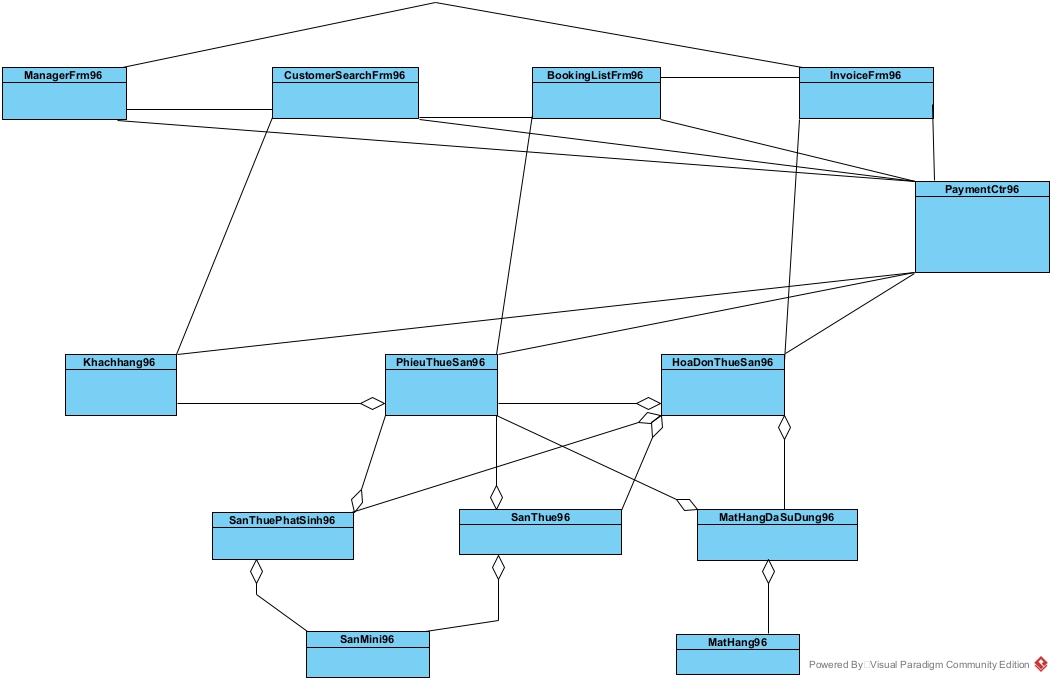 ManagerFrm96
CustomerSearchFrm96
BookingListFrm96
InvoiceFrm96
PaymentCtr96
Khachhang96
PhieuThueSan96
HoaDonThueSan96
SanThuePhatSinh96
SanThue96
MatHangDaSuDung96
SanMini96
MatHang96
Powered By Visual Paradigm Community Edition